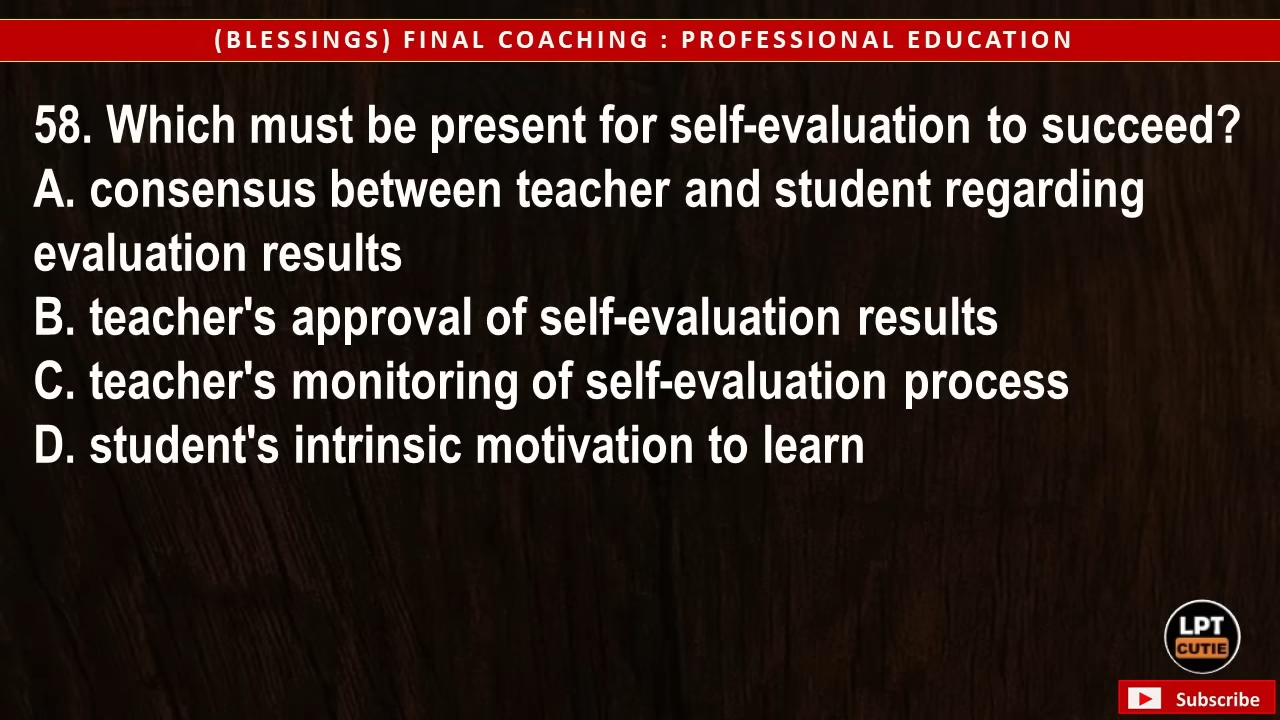 (BLESSINGS) FINAL COACHING : PROFESSIONAL EDUCATION
58. Which must be present for self-evaluation to succeed?
A. consensus between teacher and student regarding
evaluation results
B. teacher's approval of self-evaluation results
C. teacher's monitoring of self-evaluation process
D. student's intrinsic motivation to learn
LPT
CUTIE
Subscribe